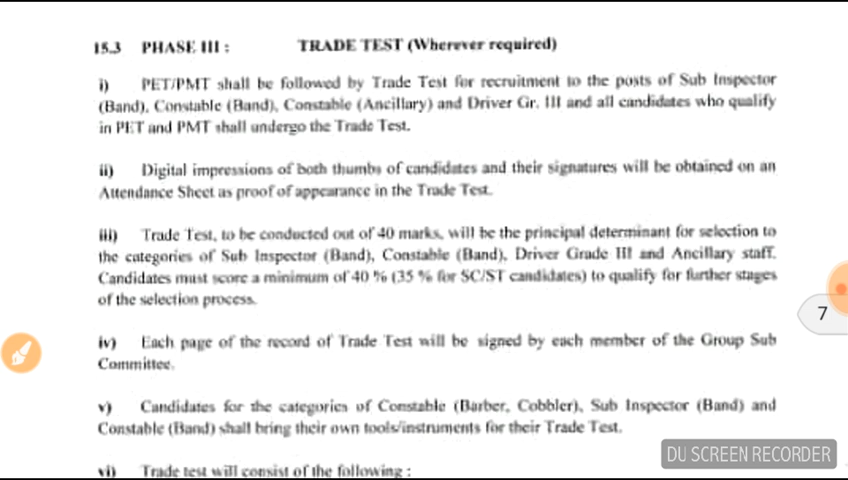 15.3 PHASE III : TRADE TEST (Wherever required)
i) PET/PMT shall be followed by Trade Test for recruitment to the posts of Sub Inspector
(Band), Constable (Band), Constable (Ancillary) and Driver Gr. III and all candidates who qualify
in PET and PMT shall undergo the Trade Test.
ii) Digital impressions of both thumbs of candidates and their signatures will be obtained on an
Attendance Sheet as proof of appearance in the Trade Test.
iii) Trade Test, to be conducted out of 40 marks, will be the principal determinant for selection to
the categories of Sub Inspector (Band), Constable (Band), Driver Grade III and Ancillary staff.
Candidates must score a minimum of 40 % (35 % for SC/ST candidates) to qualify for further stages
of the selection process.
7
iv) Each page of the record of Trade Test will be signed by each member of the Group Sub
Committee.
v) Candidates for the categories of Constable (Barber, Cobbler), Sub Inspector (Band) and
Constable (Band) shall bring their own tools/instruments for their Trade Test.
DU SCREEN RECORDER
vi) Trade test will consist of the following :